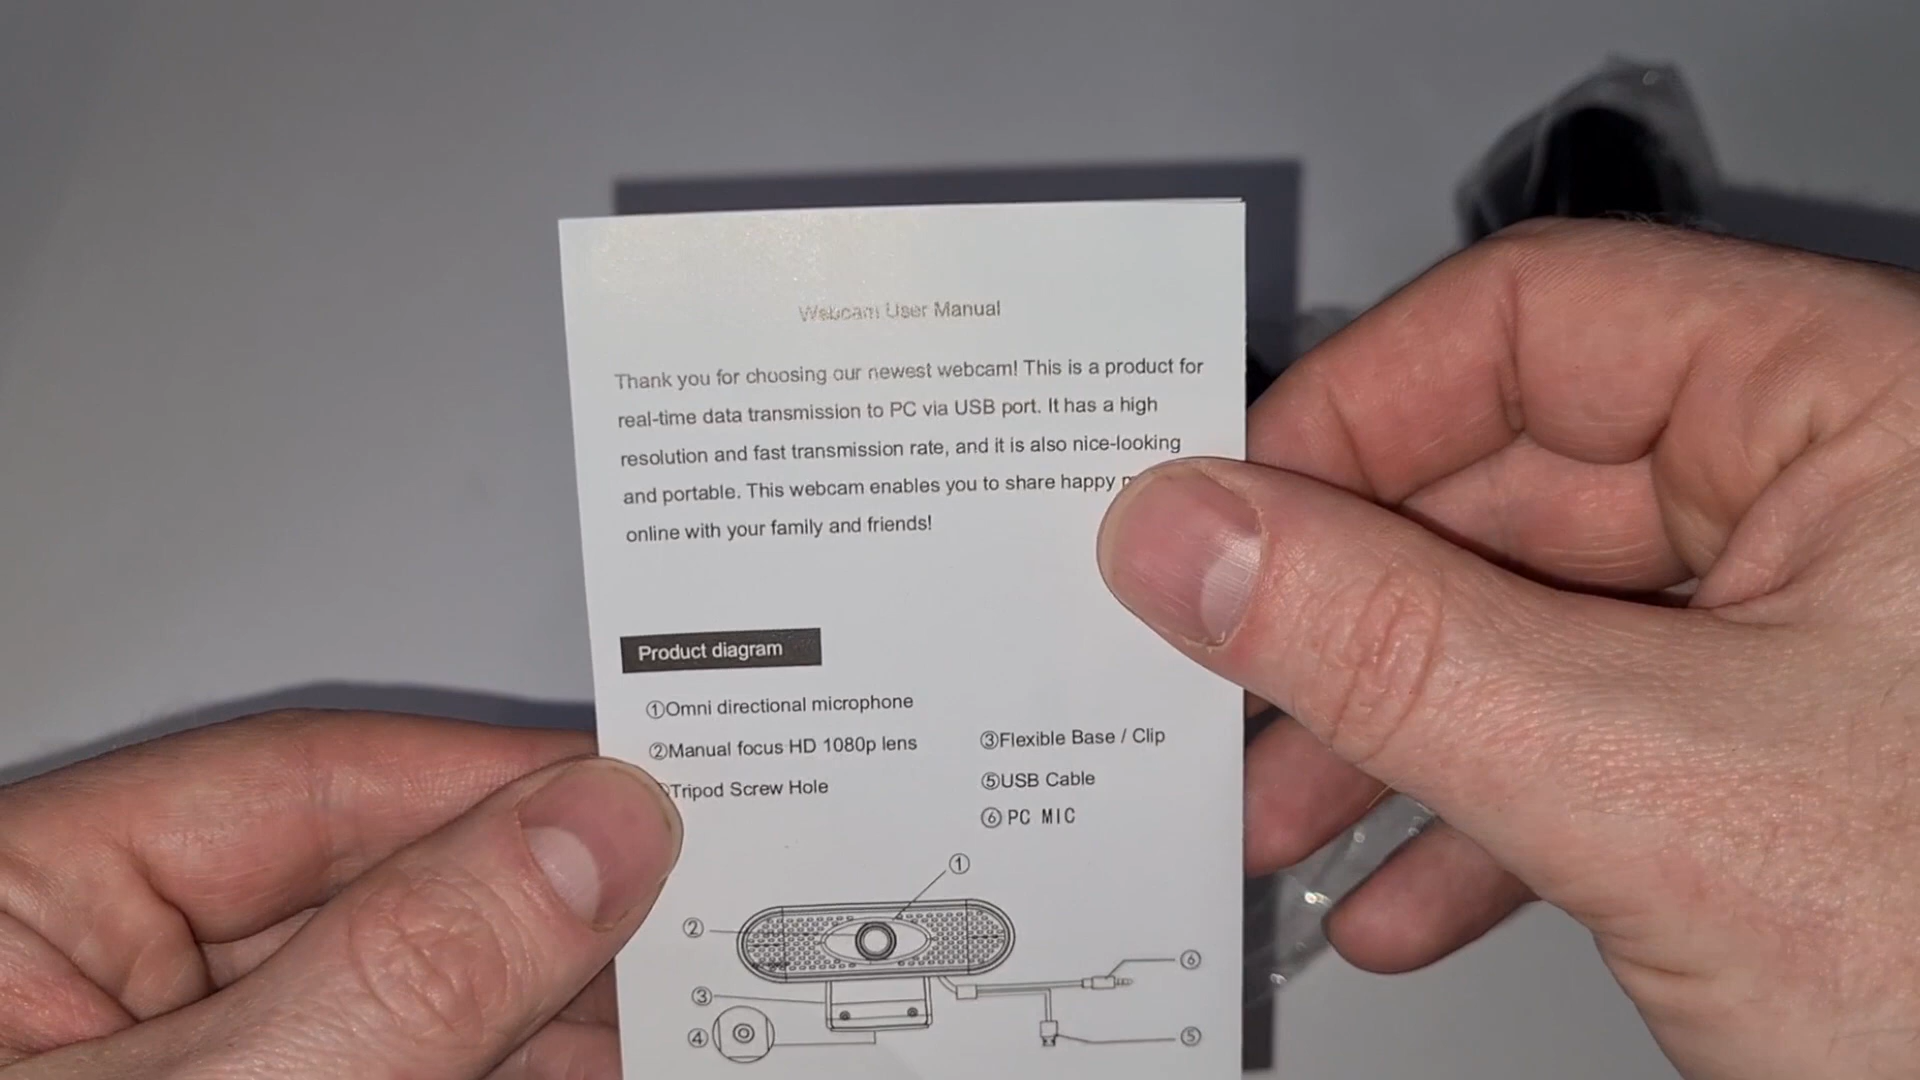 Webcam User Manual
Thank you for choosing our newest webcam! This is a product for
real-time data transmission to PC via USB port. It has a high
resolution and fast transmission rate, and it is also nice-looking
and portable. This webcam enables you to share happy
online with your family and friends!
Product diagram
①Omni directional microphone
②Manual focus HD 1080p lens
③Flexible Base / Clip
Tripod Screw Hole
⑤USB Cable
⑥ PC MIC
①
②
⑥
③
④
⑤